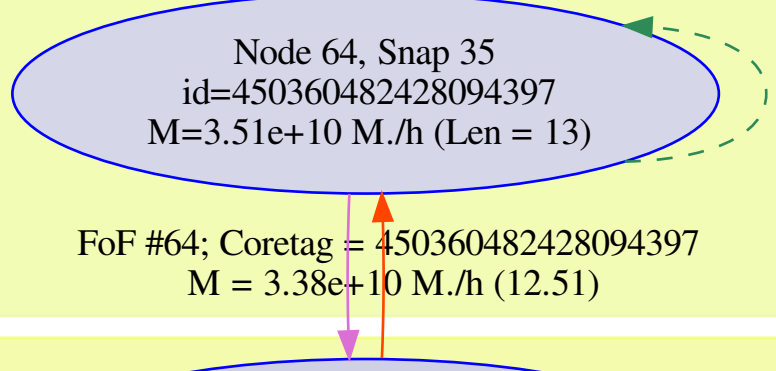 Node 64, Snap 35
id=450360482428094397
M=3.51e+10 M./h (Len = 13)
FoF #64; Coretag = 450360482428094397
M = 3.38e+10 M./h (12.51)